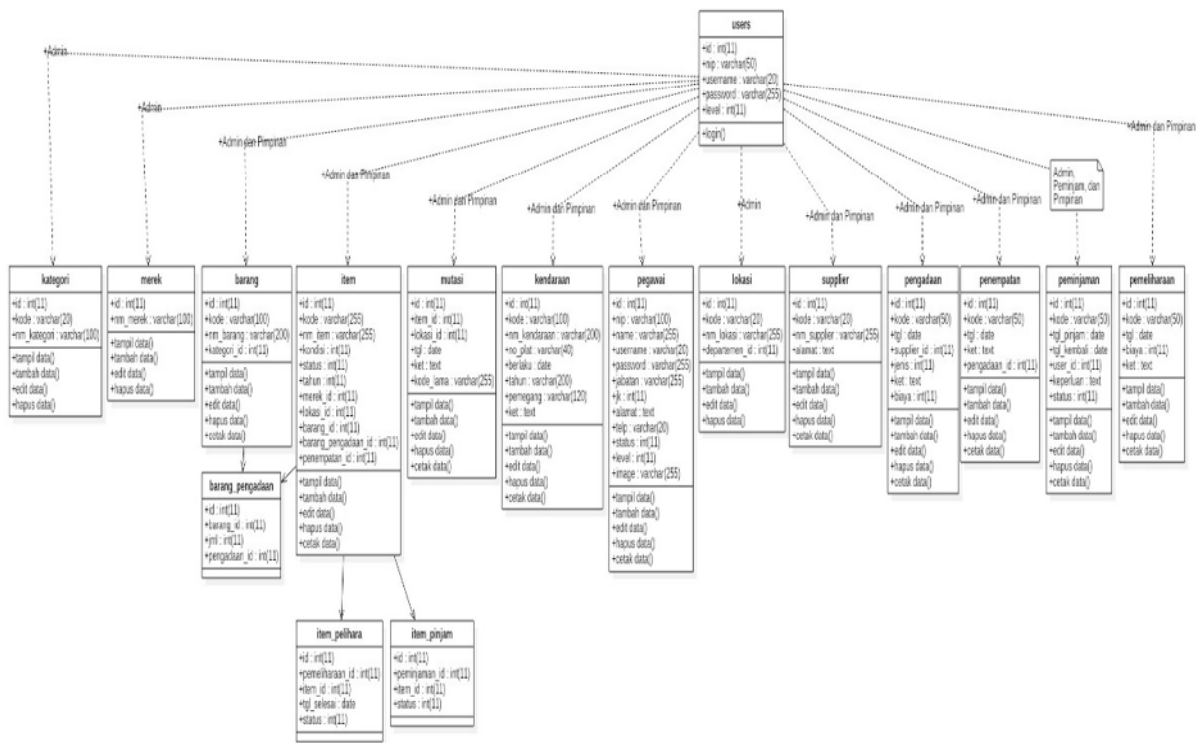 users
+id : int(11)
+nip : varchar(50)
+username : varchar(20)
+password : varchar(255)
+level : int(11)
+login()
+Admin
+Admin
+Admin dan Pimpinan
+Admin dan Pimpinan
+Admin dan Pimpinan
+Admin dan Pimpinan
+Admin dan Pimpinan
+Admin
+Admin dan Pimpinan
+Admin dan Pimpinan
+Admin dan Pimpinan
Admin,
Peminjam, dan
Pimpinan
+Admin dan Pimpinan
kategori
+id : int(11)
+kode : varchar(20)
+nm_kategori : varchar(100)
+tampil data()
+tambah data()
+edit data()
+hapus data()
merek
+id : int(11)
+nm_merek : varchar(100)
+tampil data()
+tambah data()
+edit data()
+hapus data()
barang
+id : int(11)
+kode : varchar(100)
+nm_barang : varchar(200)
+kategori_id : int(11)
+tampil data()
+tambah data()
+edit data()
+hapus data()
+cetak data()
item
+id : int(11)
+kode : varchar(255)
+nm_item : varchar(255)
+kondisi : int(11)
+status : int(11)
+tahun : int(11)
+merek_id : int(11)
+lokasi_id : int(11)
+barang_id : int(11)
+barang_pengadaan_id : int(11)
+penempatan_id : int(11)
+tampil data()
+tambah data()
+edit data()
+hapus data()
+cetak data()
mutasi
+id : int(11)
+item_id : int(11)
+lokasi_id : int(11)
+tgl : date
+ket : text
+kode_lama : varchar(255)
+tampil data()
+tambah data()
+edit data()
+hapus data()
+cetak data()
kendaraan
+id : int(11)
+kode : varchar(100)
+nm_kendaraan : varchar(200)
+no_plat : varchar(40)
+berlaku : date
+tahun : varchar(200)
+pemegang : varchar(120)
+ket : text
+tampil data()
+tambah data()
+edit data()
+hapus data()
+cetak data()
pegawai
+id : int(11)
+nip : varchar(100)
+name : varchar(255)
+username : varchar(20)
+password : varchar(255)
+jabatan : varchar(255)
+jk : int(11)
+alamat : text
+telp : varchar(20)
+status : int(11)
+level : int(11)
+image : varchar(255)
+tampil data()
+tambah data()
+edit data()
+hapus data()
+cetak data()
lokasi
+id : int(11)
+kode : varchar(20)
+nm_lokasi : varchar(255)
+departemen_id : int(11)
+tampil data()
+tambah data()
+edit data()
+hapus data()
supplier
+id : int(11)
+kode : varchar(20)
+nm_supplier : varchar(255)
+alamat : text
+tampil data()
+tambah data()
+edit data()
+hapus data()
+cetak data()
pengadaan
+id : int(11)
+kode : varchar(50)
+tgl : date
+supplier_id : int(11)
+jenis : int(11)
+ket : text
+biaya : int(11)
+tampil data()
+tambah data()
+edit data()
+hapus data()
+cetak data()
penempatan
+id : int(11)
+kode : varchar(50)
+tgl : date
+ket : text
+pengadaan_id : int(11)
+tampil data()
+tambah data()
+edit data()
+hapus data()
+cetak data()
peminjaman
+id : int(11)
+kode : varchar(50)
+tgl_pinjam : date
+tgl_kembali : date
+user_id : int(11)
+keperluan : text
+status : int(11)
+tampil data()
+tambah data()
+edit data()
+hapus data()
+cetak data()
pemeliharaan
+id : int(11)
+kode : varchar(50)
+tgl : date
+biaya : int(11)
+ket : text
+tampil data()
+tambah data()
+edit data()
+hapus data()
+cetak data()
barang_pengadaan
+id : int(11)
+barang_id : int(11)
+jml : int(11)
+pengadaan_id : int(11)
item_pelihara
+id : int(11)
+pemeliharaan_id : int(11)
+item_id : int(11)
+tgl_selesai : date
+status : int(11)
item_pinjam
+id : int(11)
+peminjaman_id : int(11)
+item_id : int(11)
+status : int(11)